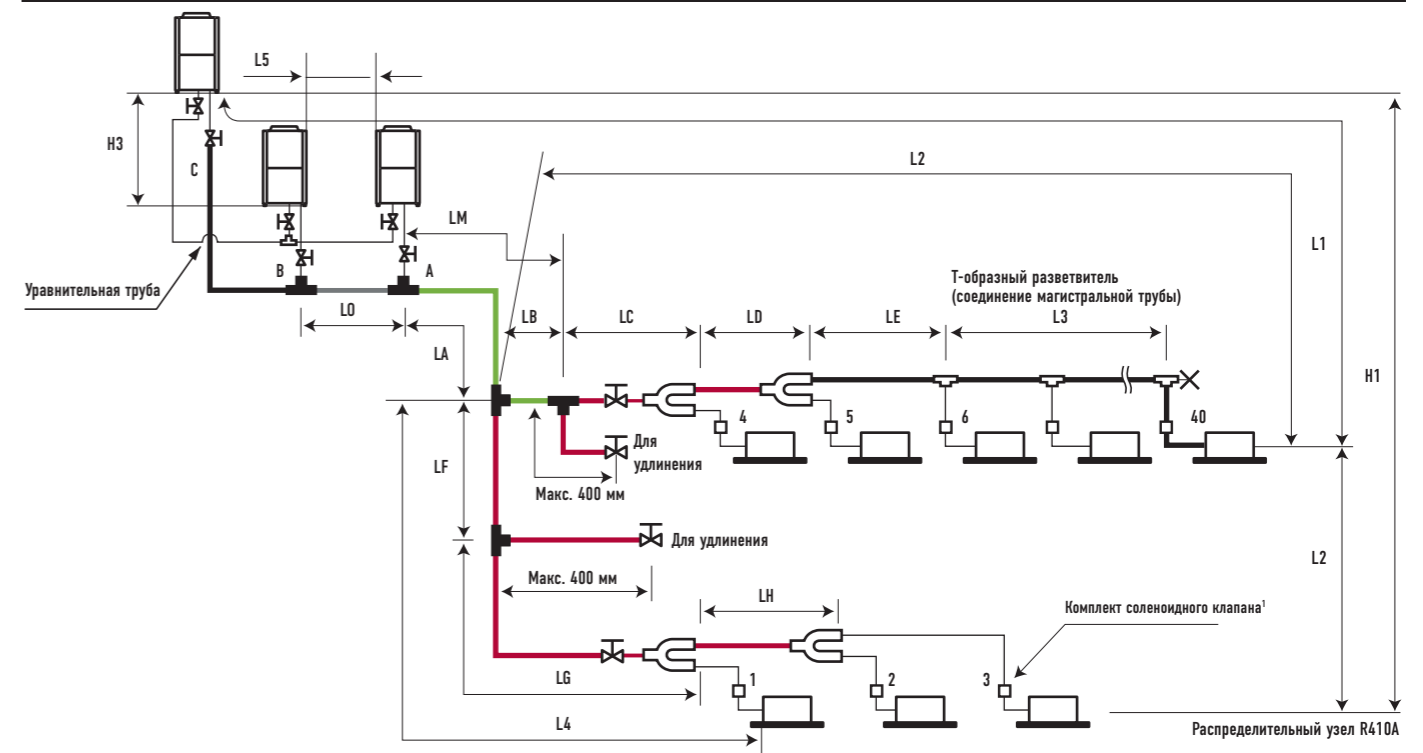 L5
H3
C
L2
LM
L1
B
A
Уравнительная труба
Т-образный разветвитель
(соединение магистральной трубы)
LO
LB
LC
LD
LE
L3
LA
H1
4
5
6
40
Для
удлинения
LF
Макс. 400 мм
Для удлинения
L2
Макс. 400 мм
LH
Комплект соленоидного клапана¹
LG
1
2
3
L4
Распределительный узел R410A